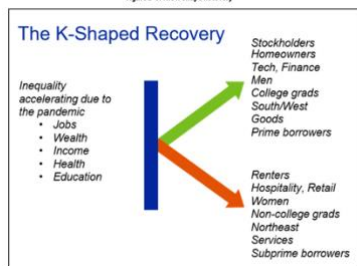 The K-Shaped Recovery
Inequality
accelerating due to
the pandemic
• Jobs
• Wealth
• Income
• Health
• Education
Stockholders
Homeowners
Tech, Finance
Men
College grads
South/West
Goods
Prime borrowers
Renters
Hospitality, Retail
Women
Non-college grads
Northeast
Services
Subprime borrowers